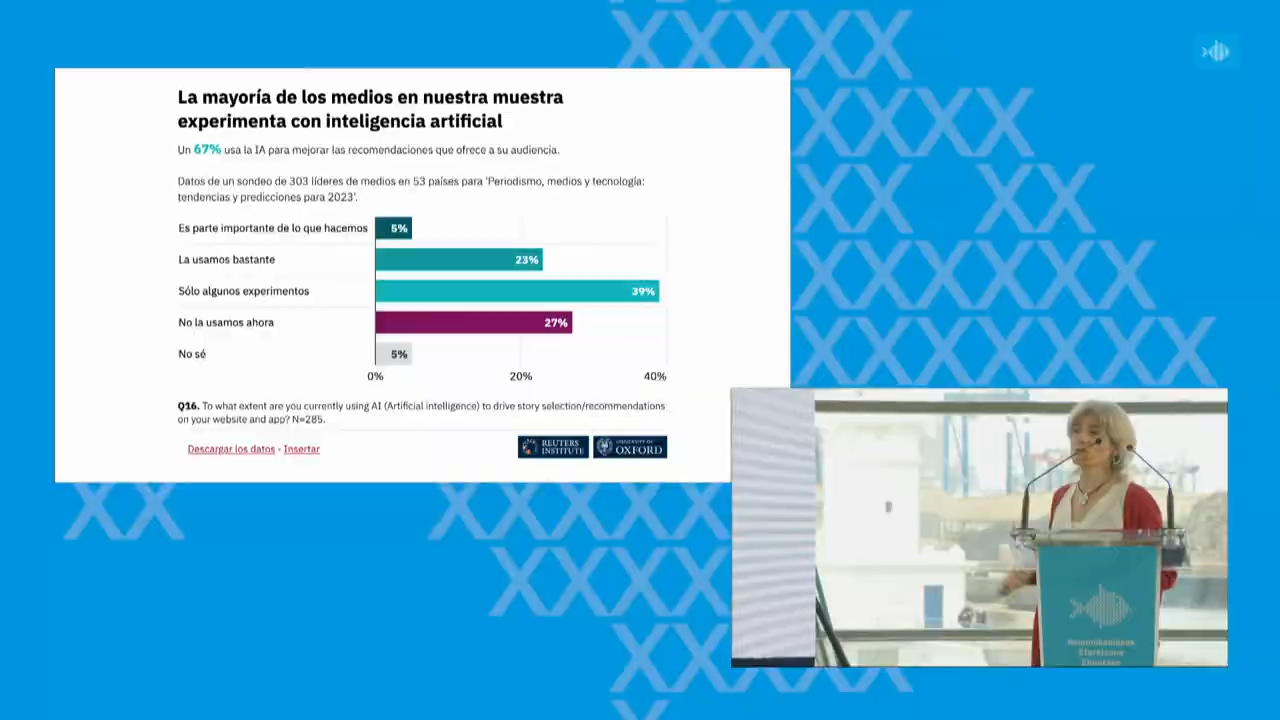 La mayoría de los medios en nuestra muestra
experimenta con inteligencia artificial
Un 67% usa la IA para mejorar las recomendaciones que ofrece a su audiencia.
Datos de un sondeo de 303 líderes de medios en 53 países para 'Periodismo, medios y tecnología:
tendencias y predicciones para 2023'.
Es parte importante de lo que hacemos 5%
La usamos bastante 23%
Sólo algunos experimentos 39%
No la usamos ahora 27%
No sé 5%
0% 20% 40%
Q16. To what extent are you currently using AI (Artificial intelligence) to drive story selection/recommendations
on your website and app? N=285.
Descargar los datos - Insertar
REUTERS
INSTITUTE
UNIVERSITY OF
OXFORD